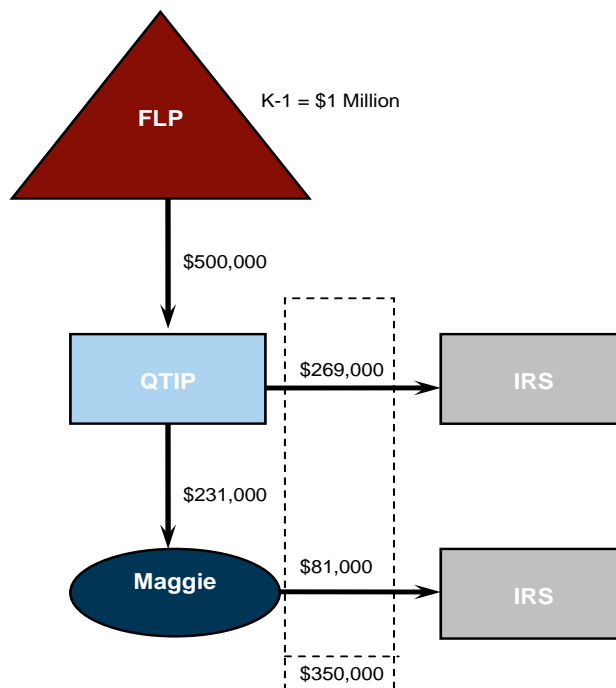 K-1 = $1 Million
FLP
$500,000
QTIP
$269,000
IRS
$231,000
Maggie
$81,000
IRS
$350,000